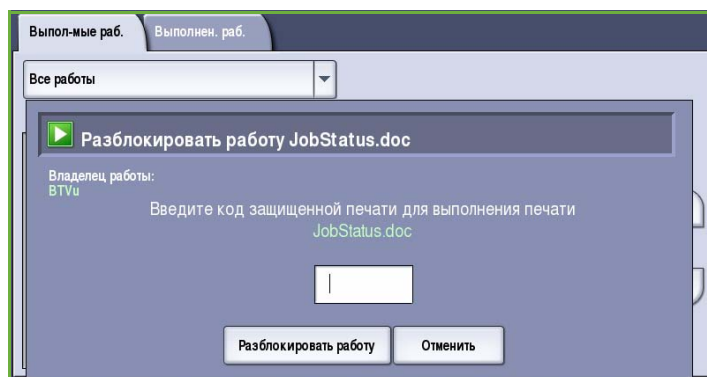 Выпол-мые раб. Выполнен. раб.
Все работы
Разблокировать работу JobStatus.doc
Владелец работы:
BTVu
Введите код защищенной печати для выполнения печати
JobStatus.doc
Разблокировать работу Отменить